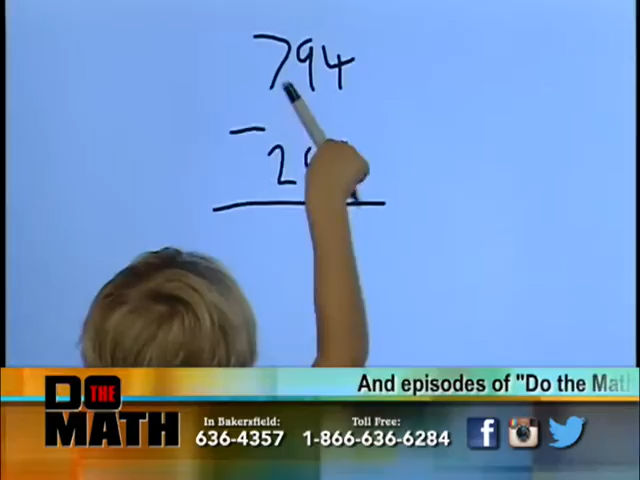 794
−
2
And episodes of "Do the Mat
DO THE MATH
In Bakersfield:
636-4357
Toll Free:
1-866-636-6284